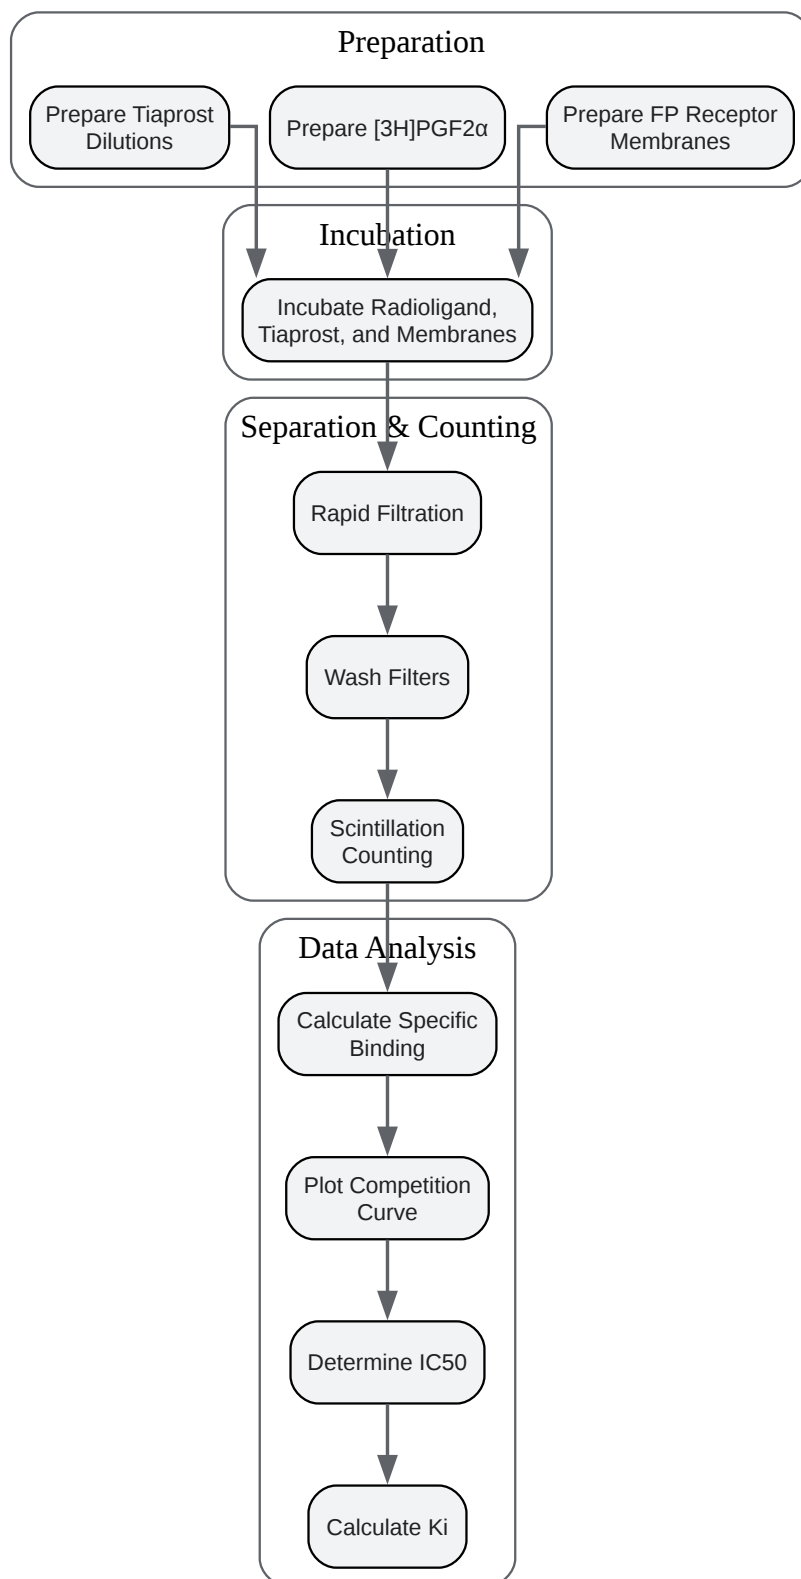 Preparation
Prepare Tiaprost
Dilutions
Prepare [3H]PGF2α
Prepare FP Receptor
Membranes
Incubation
Incubate Radioligand,
Tiaprost, and Membranes
Separation & Counting
Rapid Filtration
Wash Filters
Scintillation
Counting
Data Analysis
Calculate Specific
Binding
Plot Competition
Curve
Determine IC50
Calculate Ki